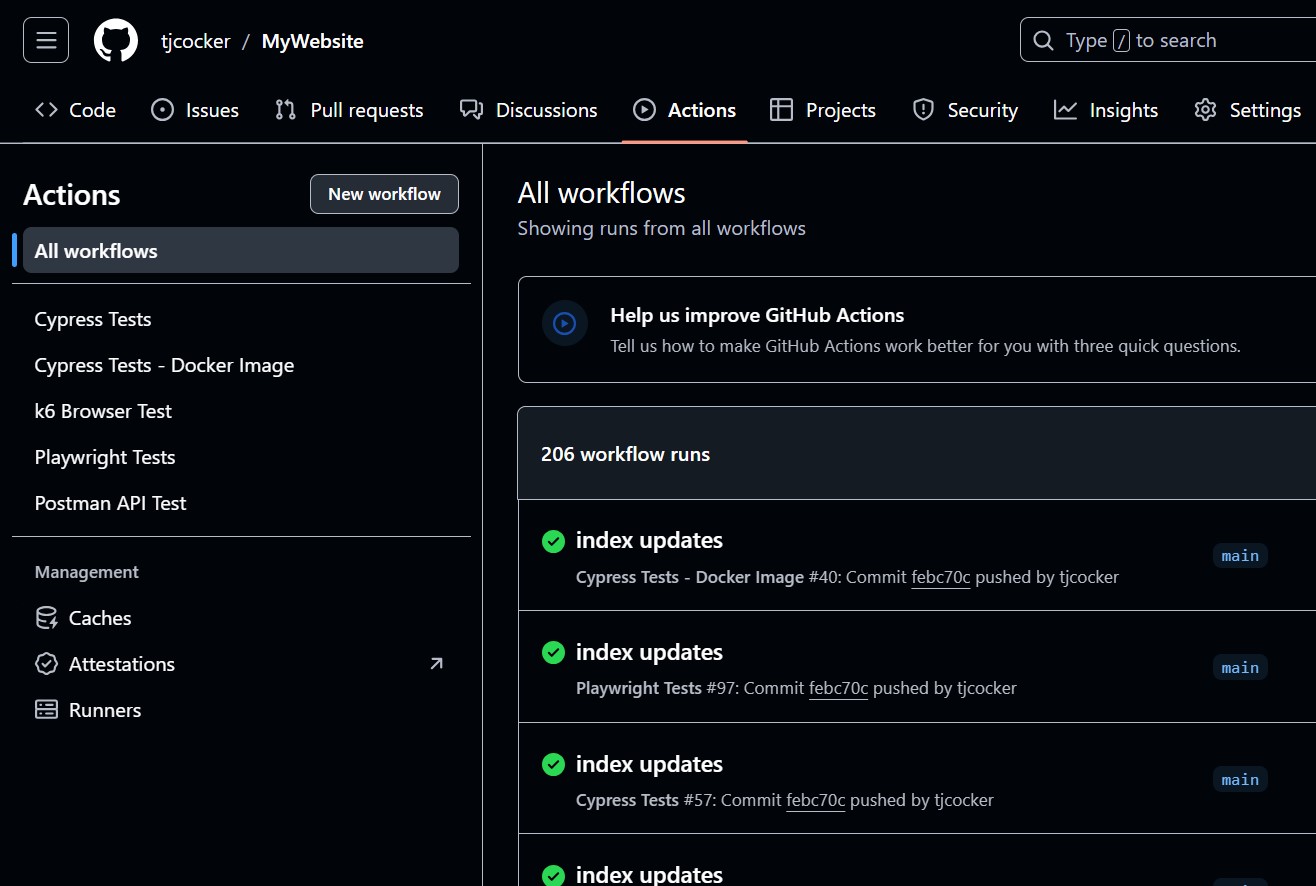 tjcocker / MyWebsite
Type / to search
Code Issues Pull requests Discussions Actions Projects Security Insights Settings
Actions
New workflow
All workflows
Cypress Tests
Cypress Tests - Docker Image
k6 Browser Test
Playwright Tests
Postman API Test
Management
Caches
Attestations
Runners
All workflows
Showing runs from all workflows
Help us improve GitHub Actions
Tell us how to make GitHub Actions work better for you with three quick questions.
206 workflow runs
index updates
Cypress Tests - Docker Image #40: Commit febc70c pushed by tjcocker
main
index updates
Playwright Tests #97: Commit febc70c pushed by tjcocker
main
index updates
Cypress Tests #57: Commit febc70c pushed by tjcocker
main
index updates